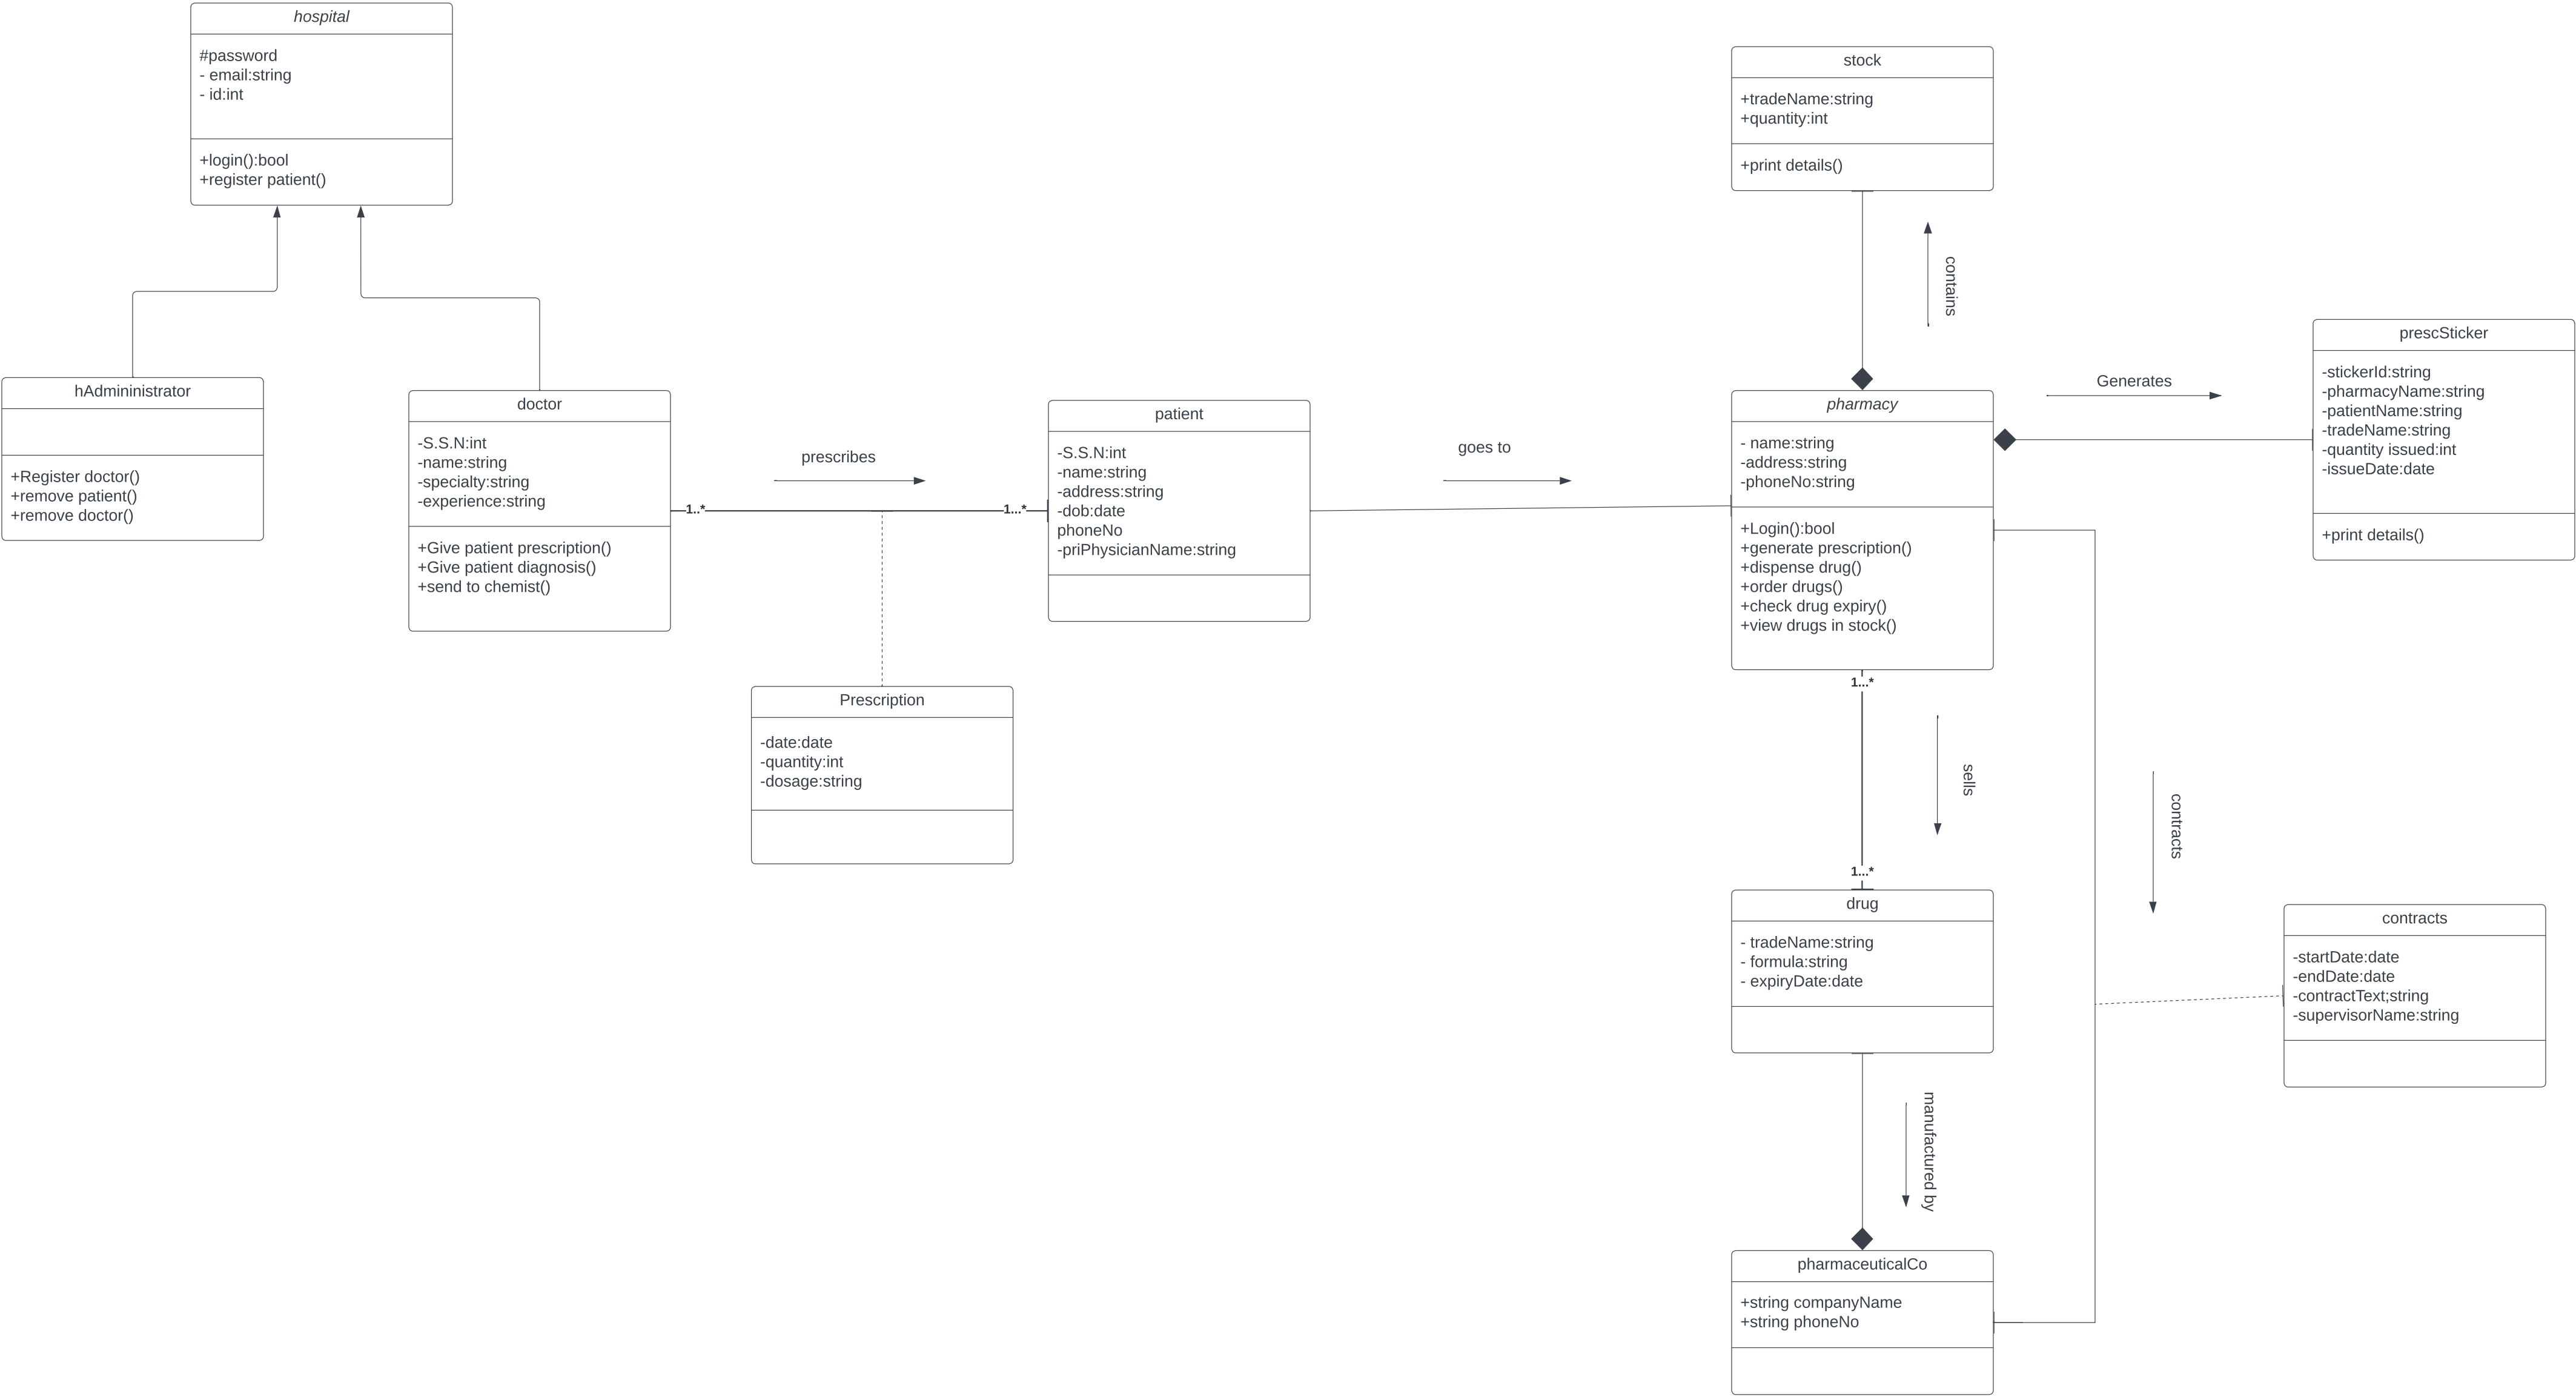 hospital
#password
- email:string
- id:int
+login():bool
+register patient()
stock
+tradeName:string
+quantity:int
+print details()
contains
hAdmininistrator
+Register doctor()
+remove patient()
+remove doctor()
doctor
-S.S.N:int
-name:string
-specialty:string
-experience:string
+Give patient prescription()
+Give patient diagnosis()
+send to chemist()
prescribes
1..*
1...*
patient
-S.S.N:int
-name:string
-address:string
-dob:date
phoneNo
-priPhysicianName:string
goes to
pharmacy
- name:string
-address:string
-phoneNo:string
+Login():bool
+generate prescription()
+dispense drug()
+order drugs()
+check drug expiry()
+view drugs in stock()
Generates
prescSticker
-stickerId:string
-pharmacyName:string
-patientName:string
-tradeName:string
-quantity issued:int
-issueDate:date
+print details()
Prescription
-date:date
-quantity:int
-dosage:string
1...*
sells
1...*
contracts
drug
- tradeName:string
- formula:string
- expiryDate:date
contracts
-startDate:date
-endDate:date
-contractText;string
-supervisorName:string
manufactured by
pharmaceuticalCo
+string companyName
+string phoneNo